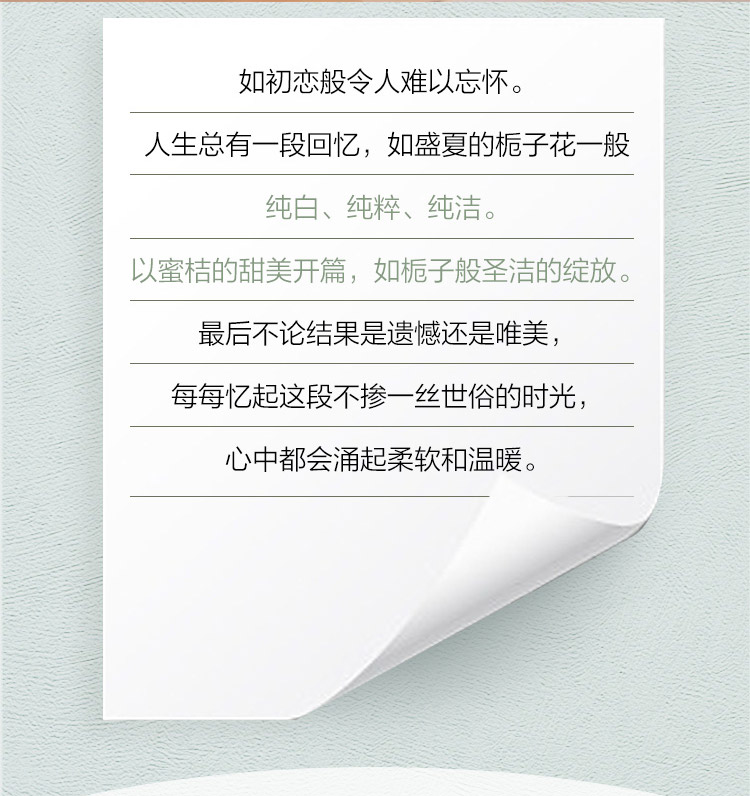 如初恋般令人难以忘怀。
人生总有一段回忆，如盛夏的栀子花一般
纯白、纯粹、纯洁。
以蜜桔的甜美开篇，如栀子般圣洁的绽放。
最后不论结果是遗憾还是唯美，
每每忆起这段不掺一丝世俗的时光，
心中都会涌起柔软和温暖。